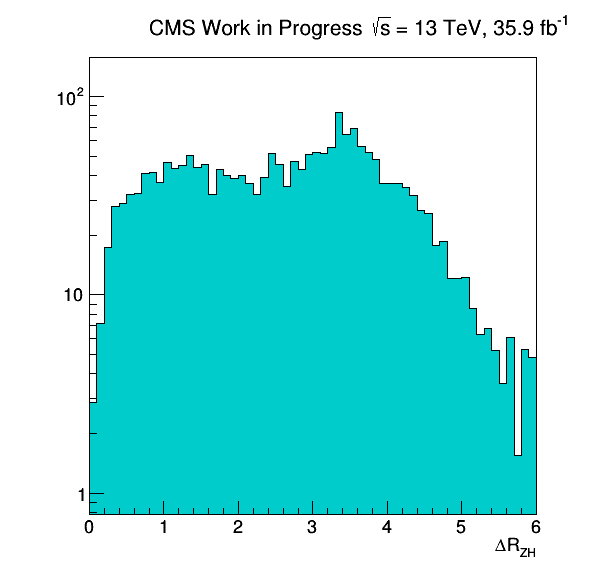 CMS Work in Progress √s = 13 TeV, 35.9 fb⁻¹
10²
10
1
0 1 2 3 4 5 6
ΔR_ZH